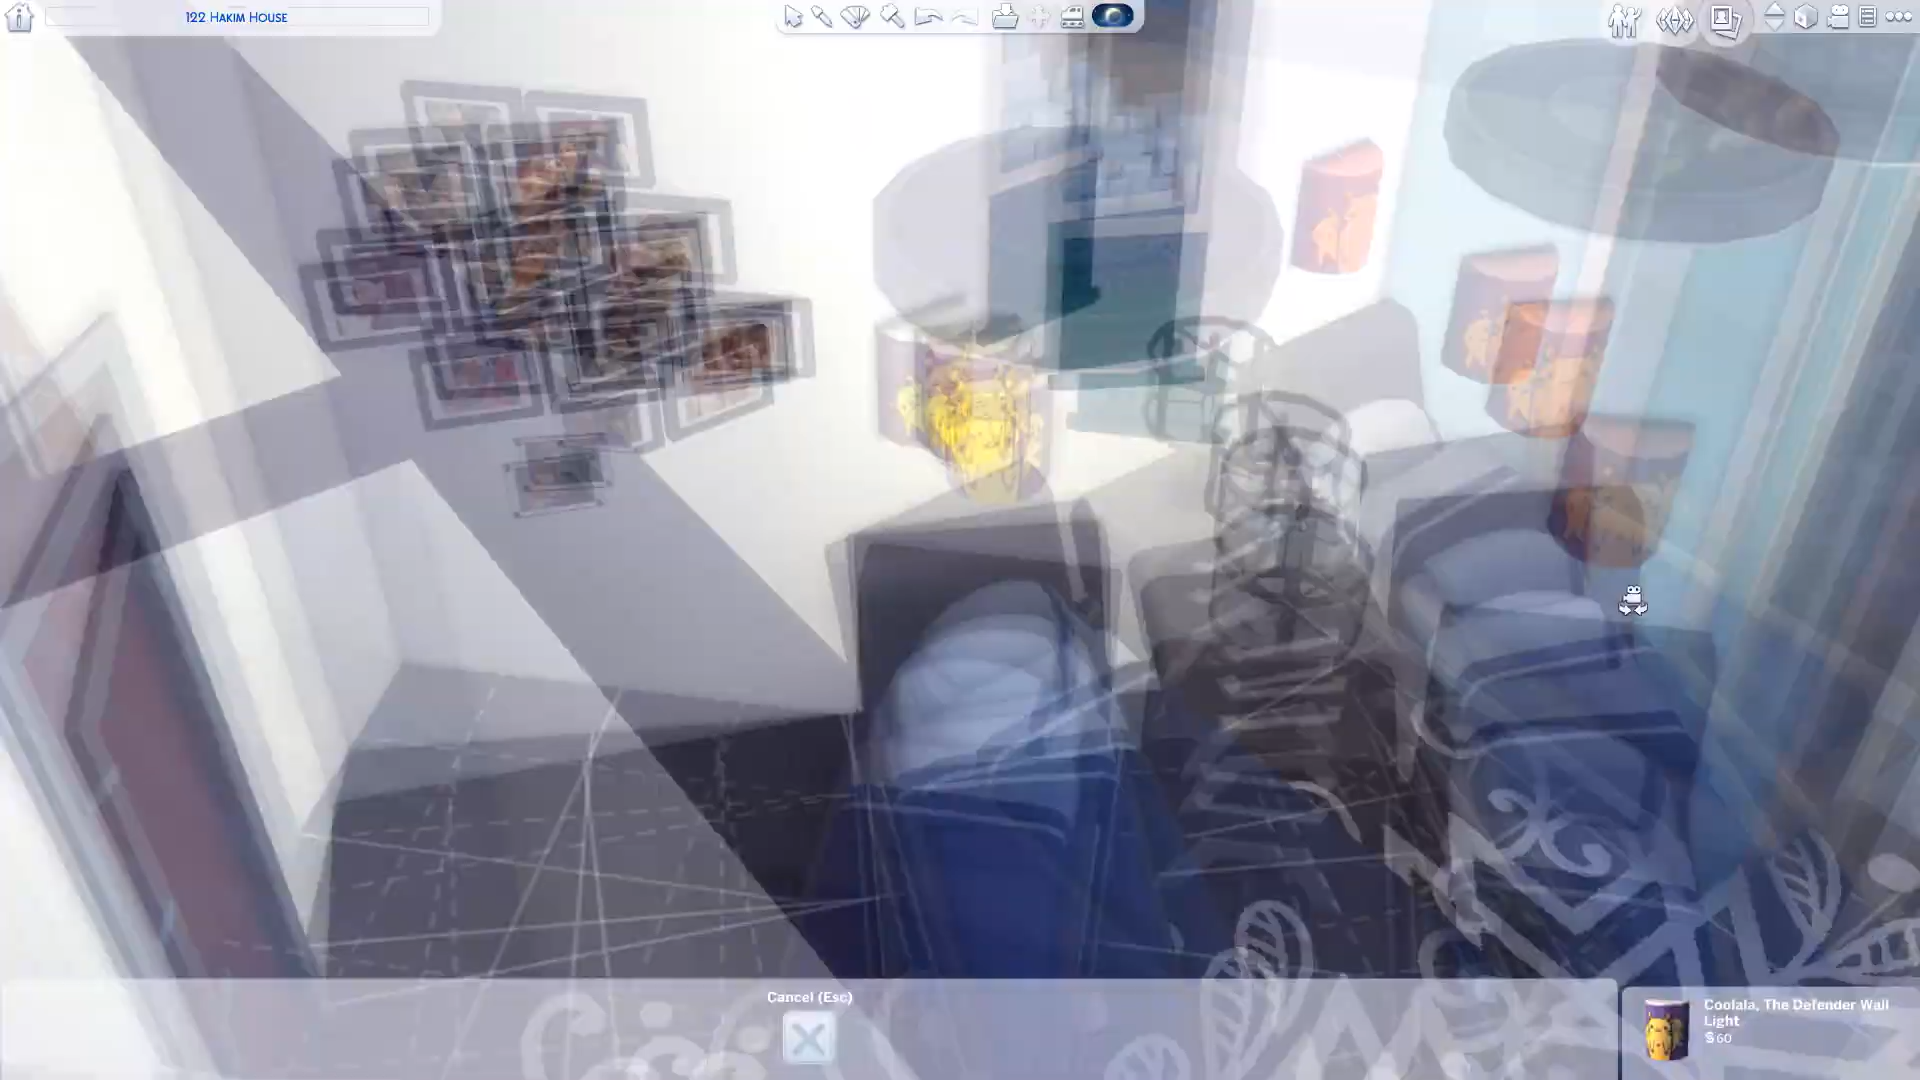 122 Hakim House
Cancel (Esc)
Coolala, The Defender Wall
Light
§60